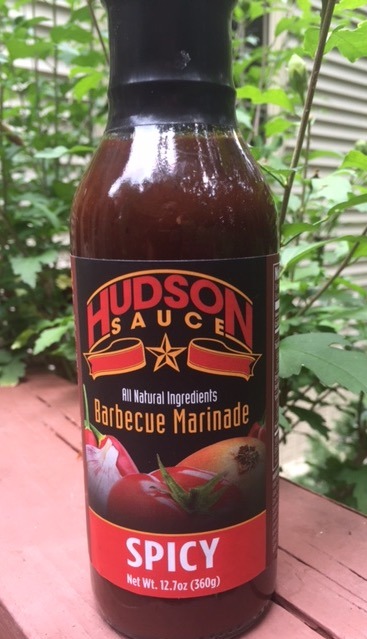 HUDSON
SAUCE
All Natural Ingredients
Barbecue Marinade
SPICY
Net Wt. 12.7oz (360g)